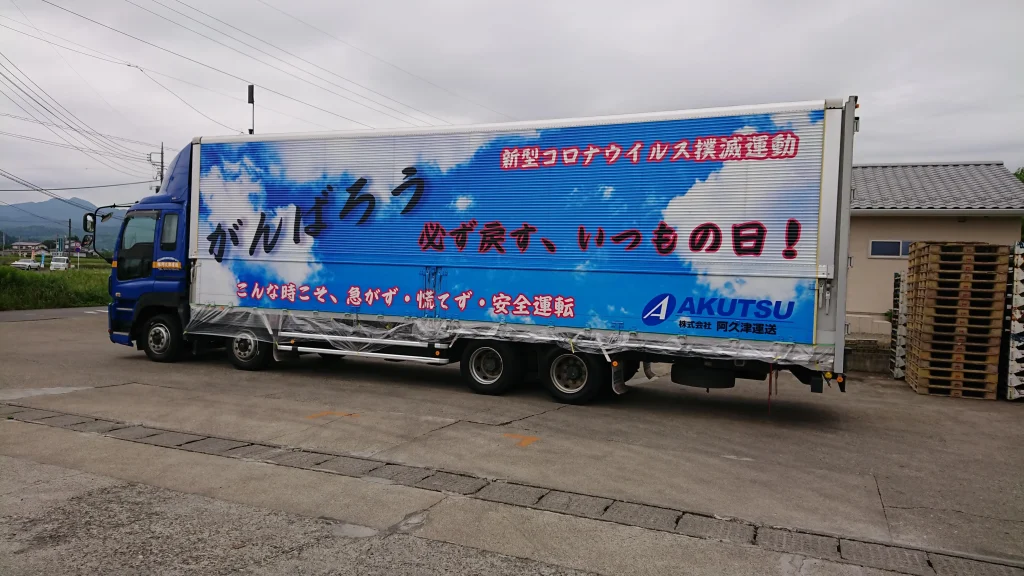 新型コロナウイルス撲滅運動
がんばろう
必ず戻す、いつもの日!
こんな時こそ、急がず・慌てず・安全運転
AKUTSU
株式会社 阿久津運送